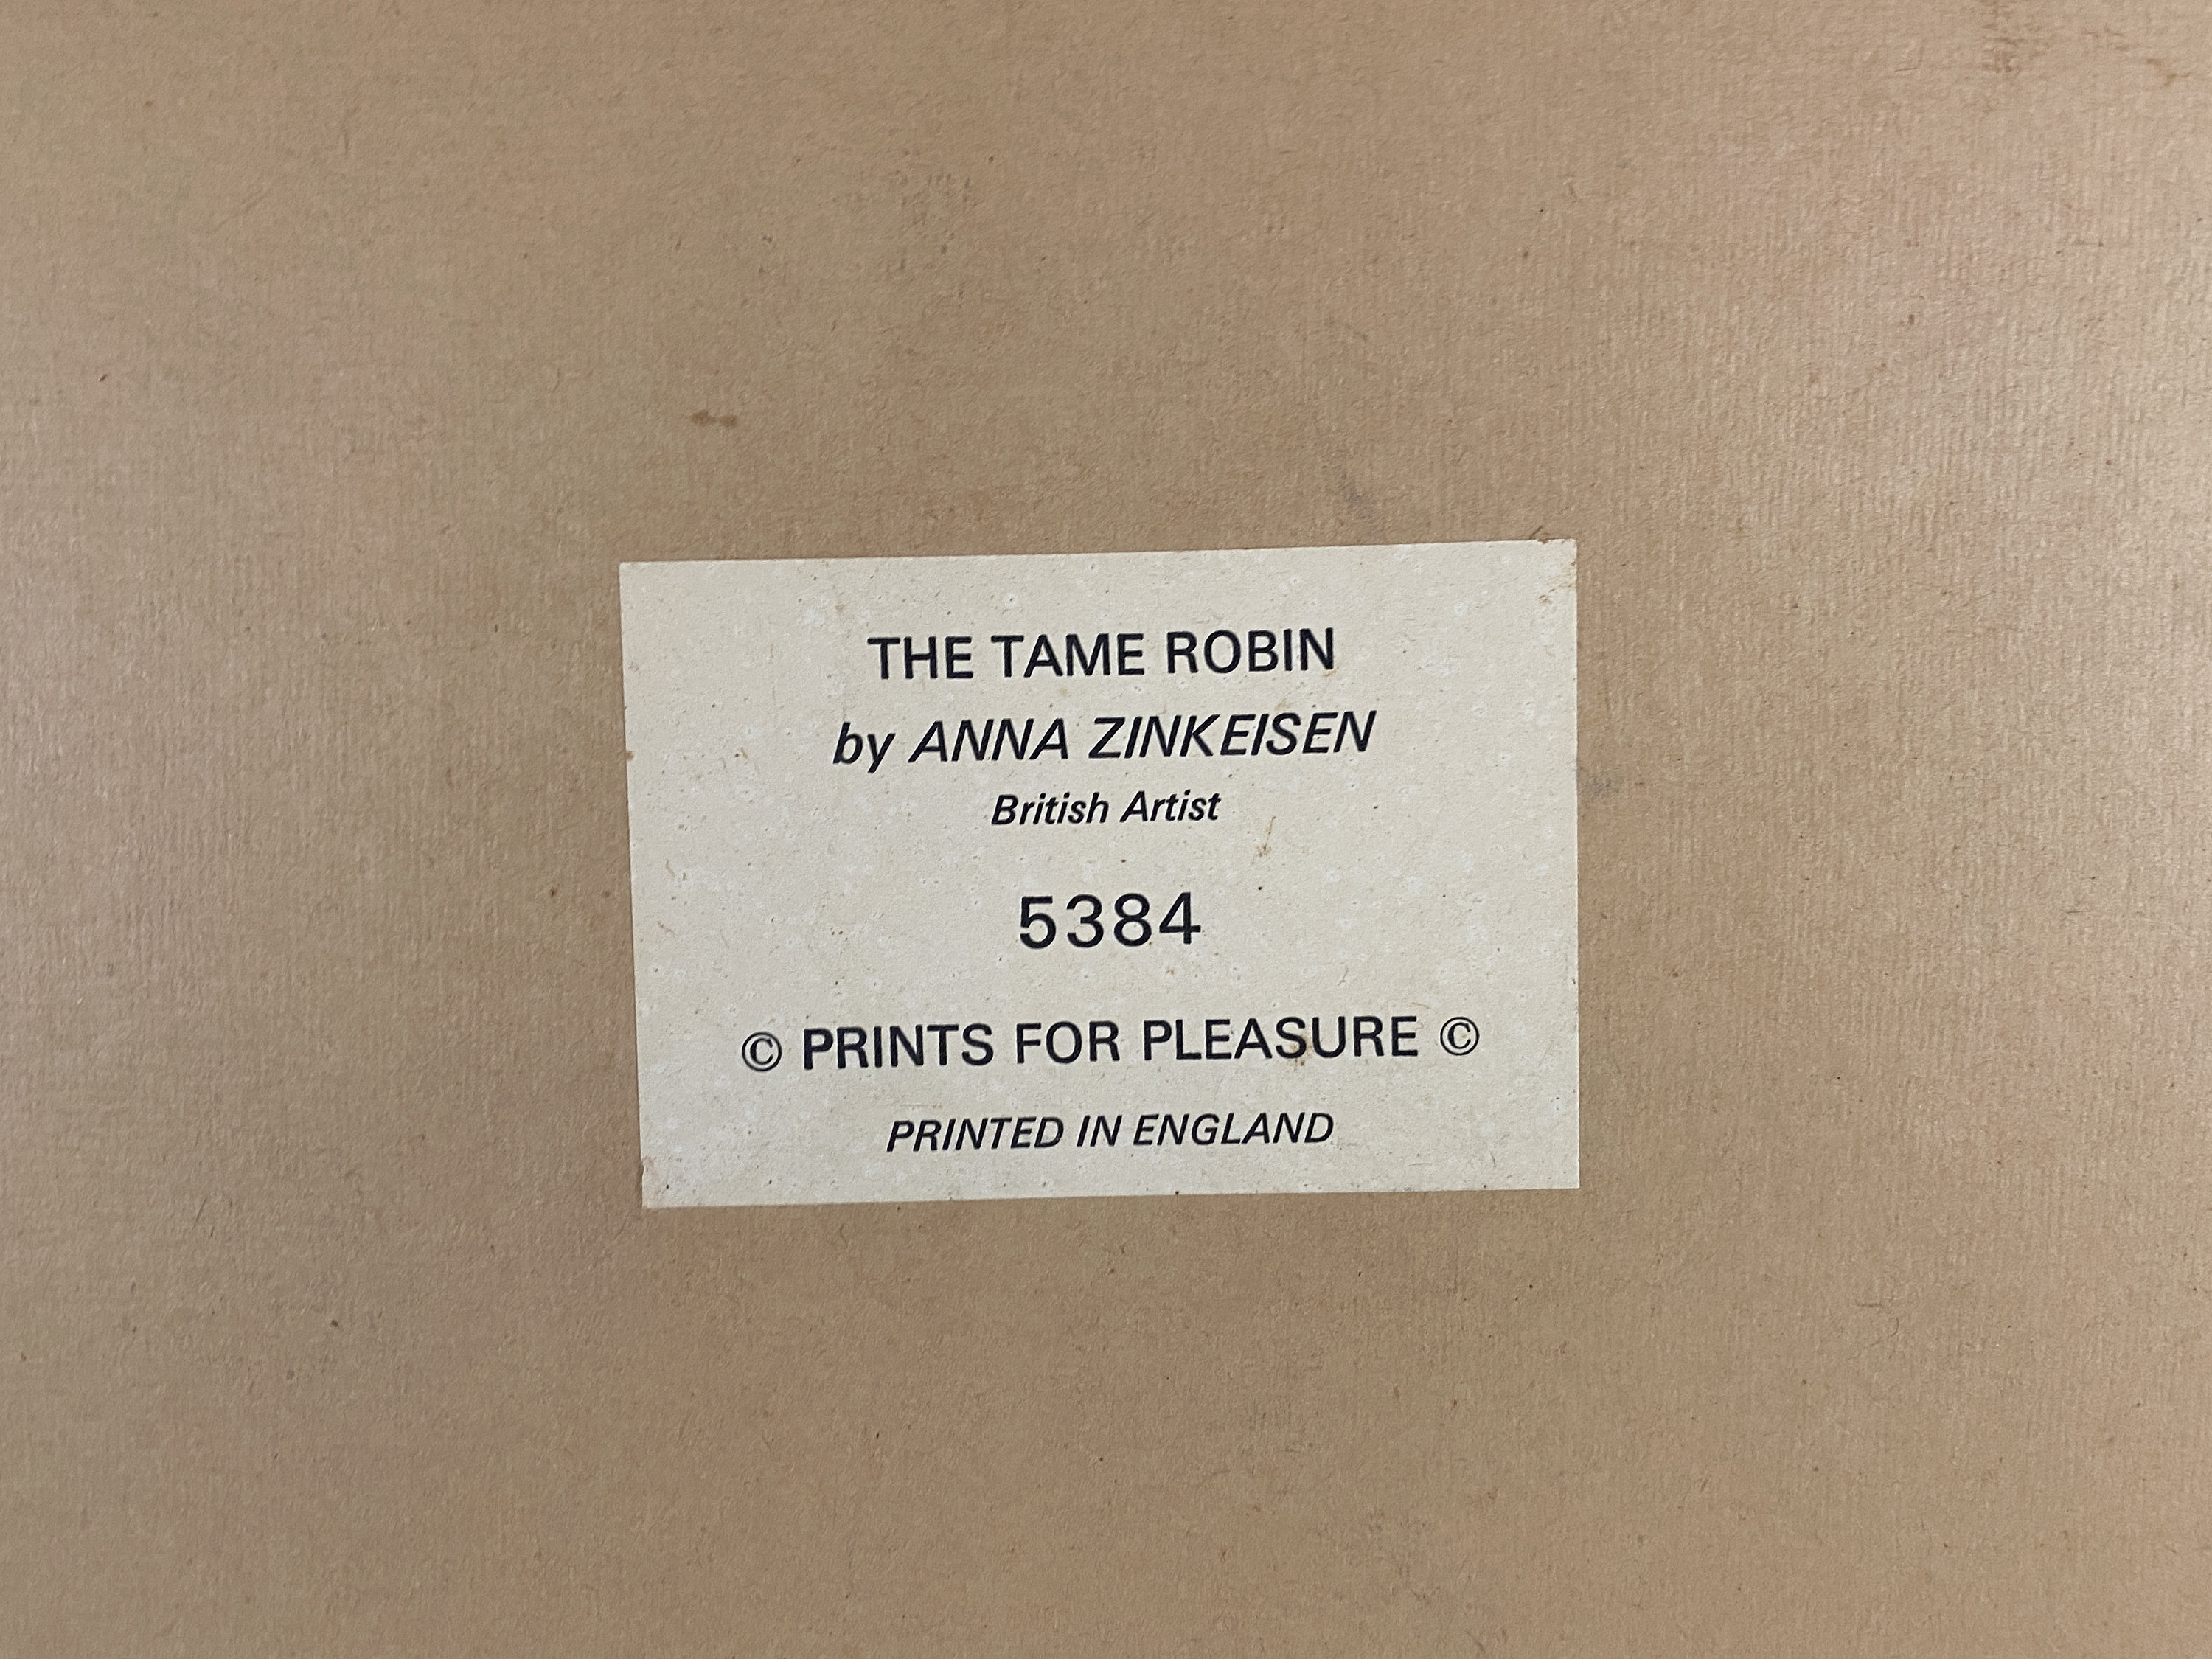 THE TAME ROBIN
by ANNA ZINKEISEN
British Artist
5384
© PRINTS FOR PLEASURE ©
PRINTED IN ENGLAND